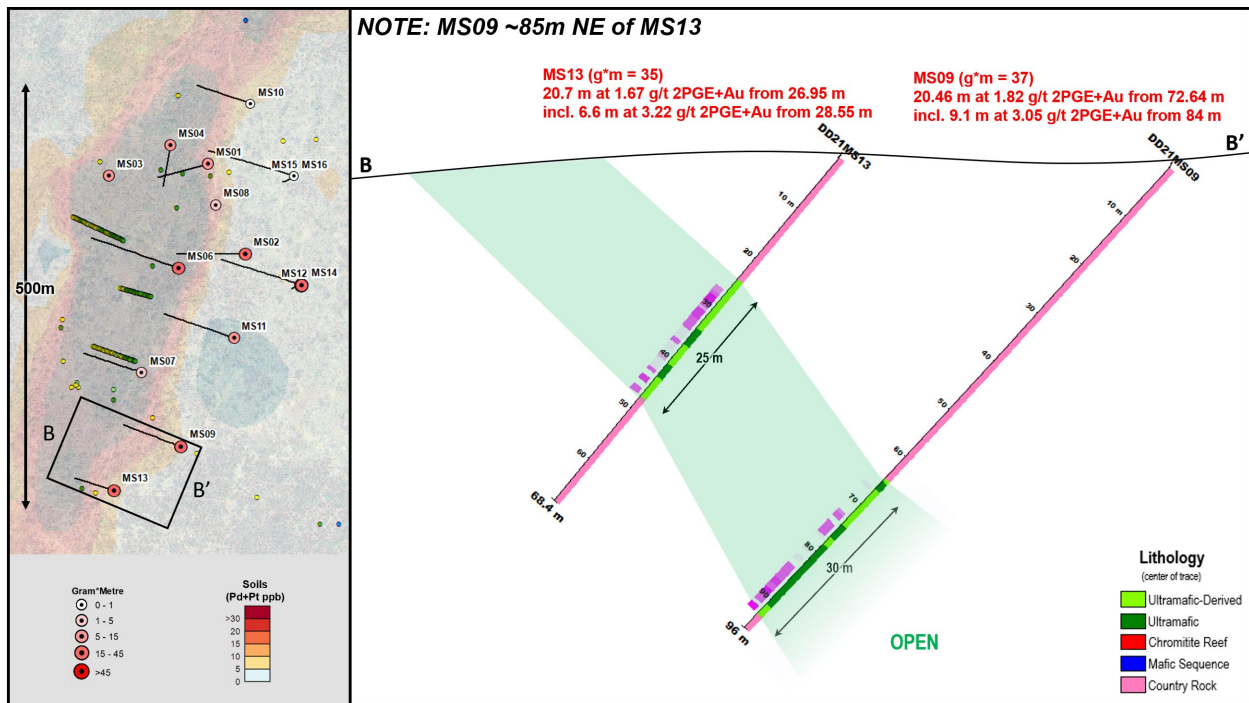 NOTE: MS09 ~85m NE of MS13
MS10
MS04
MS03
MS01
MS15 MS16
MS08
MS02
MS06
MS12 MS14
500m
MS11
MS07
B
MS09
MS13
B'
Gram*Metre
0 - 1
1 - 5
5 - 15
15 - 45
>45
Soils
(Pd+Pt ppb)
>30
20
15
10
5
0
MS13 (g*m = 35)
20.7 m at 1.67 g/t 2PGE+Au from 26.95 m
incl. 6.6 m at 3.22 g/t 2PGE+Au from 28.55 m
MS09 (g*m = 37)
20.46 m at 1.82 g/t 2PGE+Au from 72.64 m
incl. 9.1 m at 3.05 g/t 2PGE+Au from 84 m
B
B'
DD21MS13
10 m
20
30
40
50
60
68.4 m
25 m
DD21MS09
10 m
20
30
40
50
60
70
80
90
96 m
30 m
OPEN
Lithology
(center of trace)
Ultramafic-Derived
Ultramafic
Chromitite Reef
Mafic Sequence
Country Rock